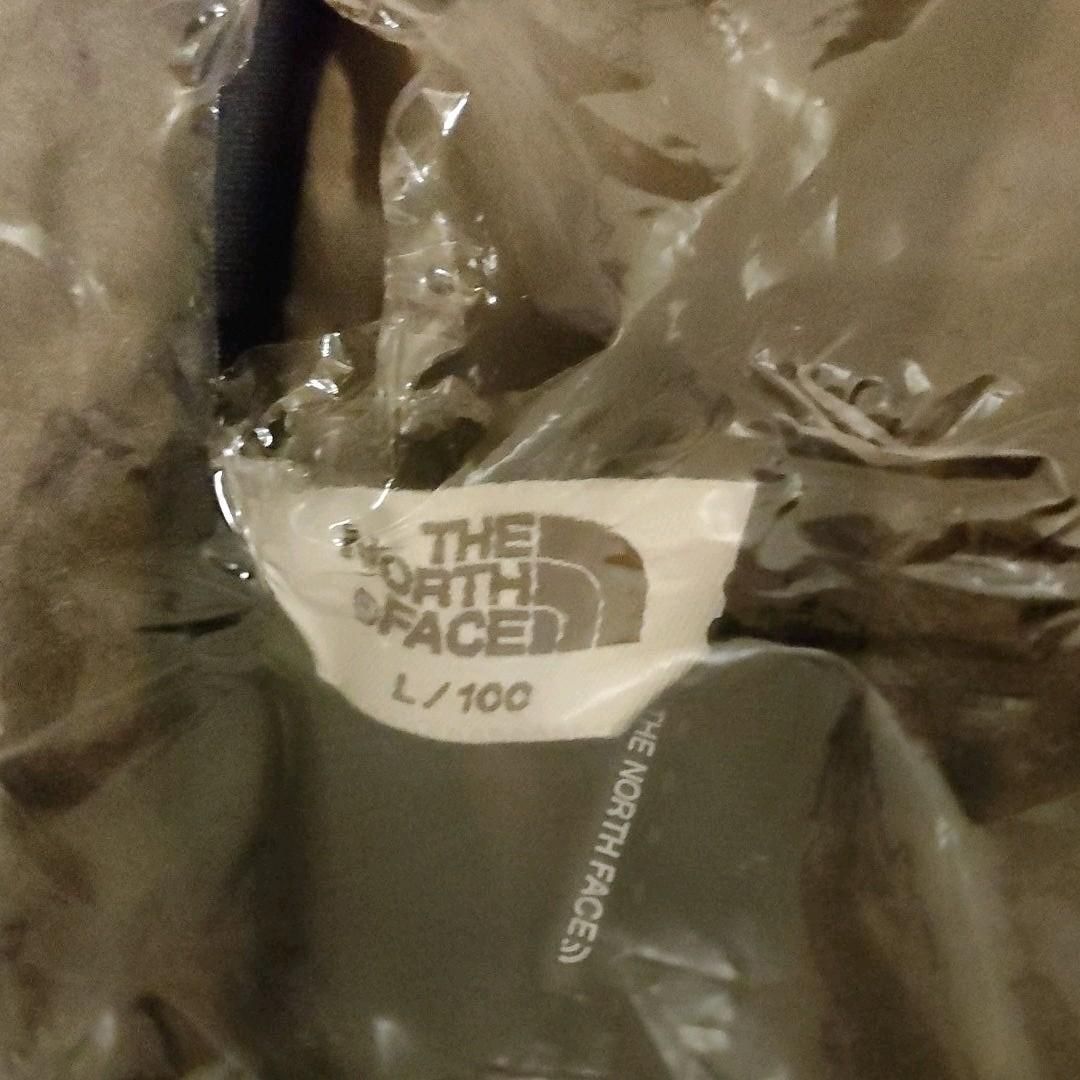 THE
NORTH
FACE
L / 100
THE NORTH FACE